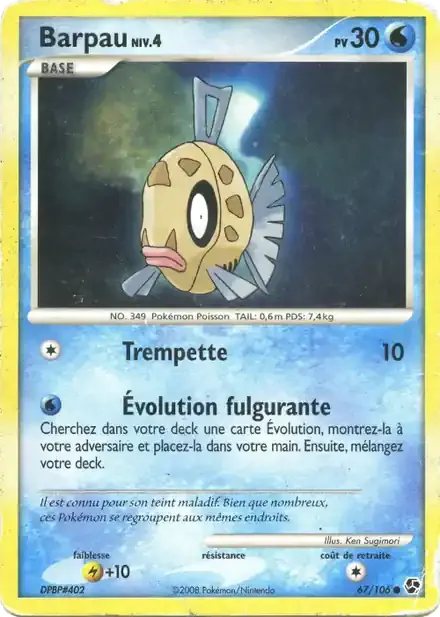 Barpau NIV.4 PV 30
BASE
NO. 349 Pokémon Poisson TAIL: 0,6 m PDS: 7,4 kg
Trempette 10
Évolution fulgurante
Cherchez dans votre deck une carte Évolution, montrez-la à
votre adversaire et placez-la dans votre main. Ensuite, mélangez
votre deck.
Il est connu pour son teint maladif. Bien que nombreux,
ces Pokémon se regroupent aux mêmes endroits.
Illus. Ken Sugimori
faiblesse résistance coût de retraite
+10
DPBP#402 ©2008 Pokémon/Nintendo 67/106